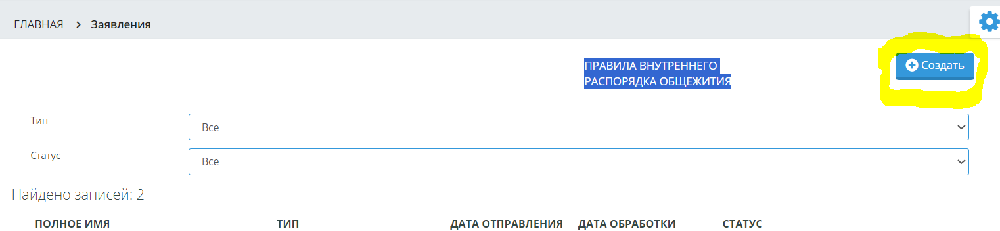 ГЛАВНАЯ > Заявления
ПРАВИЛА ВНУТРЕННЕГО
РАСПОРЯДКА ОБЩЕЖИТИЯ
Создать
Тип
Все
Статус
Все
Найдено записей: 2
ПОЛНОЕ ИМЯ ТИП ДАТА ОТПРАВЛЕНИЯ ДАТА ОБРАБОТКИ СТАТУС